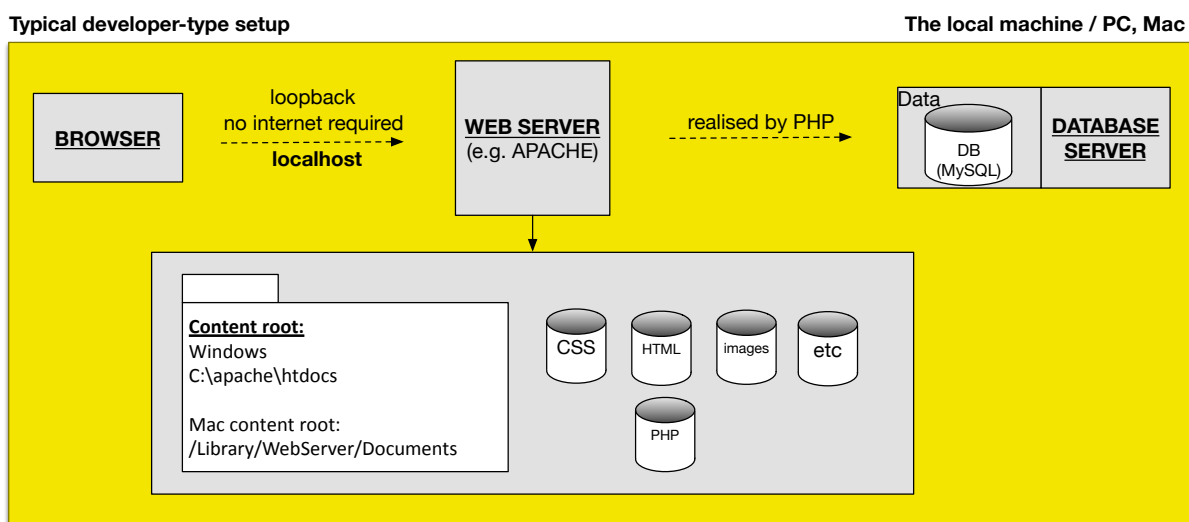 Typical developer-type setup
The local machine / PC, Mac
BROWSER
loopback
no internet required
localhost
WEB SERVER
(e.g. APACHE)
realised by PHP
Data
DB
(MySQL)
DATABASE
SERVER
Content root:
Windows
C:\apache\htdocs
Mac content root:
/Library/WebServer/Documents
CSS
HTML
images
etc
PHP